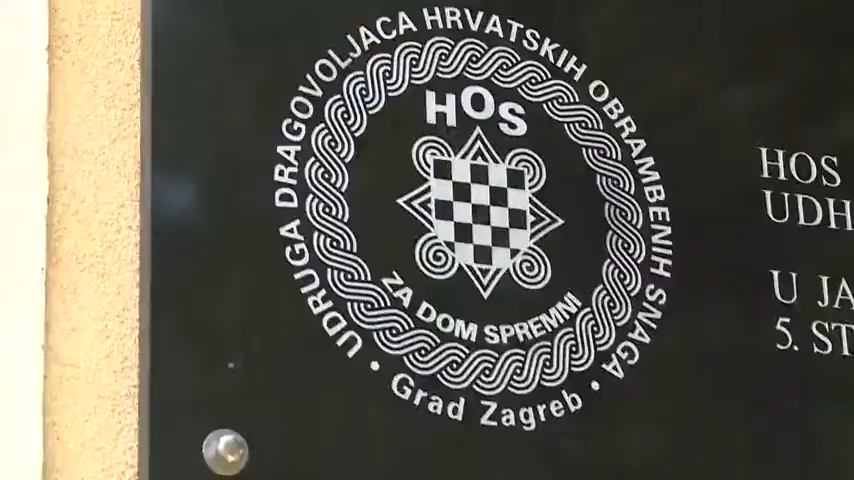 UDRUGA DRAGOVOLJACA HRVATSKIH OBRAMBENIH SNAGA
• Grad Zagreb •
HOS
ZA DOM SPREMNI
HOS
UDH
U JA
5. ST